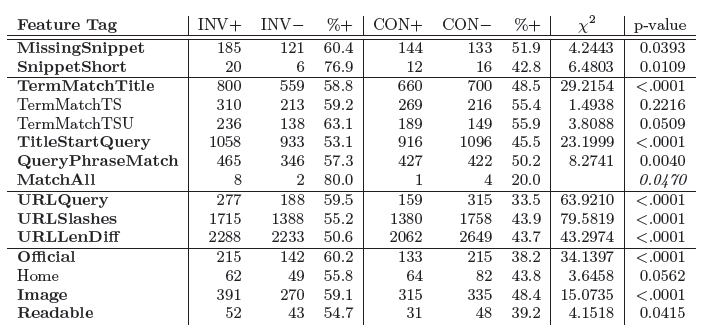 Feature Tag INV+ INV− %+ CON+ CON− %+ χ² p-value
MissingSnippet 185 121 60.4 144 133 51.9 4.2443 0.0393
SnippetShort 20 6 76.9 12 16 42.8 6.4803 0.0109
TermMatchTitle 800 559 58.8 660 700 48.5 29.2154 <.0001
TermMatchTS 310 213 59.2 269 216 55.4 1.4938 0.2216
TermMatchTSU 236 138 63.1 189 149 55.9 3.8088 0.0509
TitleStartQuery 1058 933 53.1 916 1096 45.5 23.1999 <.0001
QueryPhraseMatch 465 346 57.3 427 422 50.2 8.2741 0.0040
MatchAll 8 2 80.0 1 4 20.0 0.0470
URLQuery 277 188 59.5 159 315 33.5 63.9210 <.0001
URLSlashes 1715 1388 55.2 1380 1758 43.9 79.5819 <.0001
URLLenDiff 2288 2233 50.6 2062 2649 43.7 43.2974 <.0001
Official 215 142 60.2 133 215 38.2 34.1397 <.0001
Home 62 49 55.8 64 82 43.8 3.6458 0.0562
Image 391 270 59.1 315 335 48.4 15.0735 <.0001
Readable 52 43 54.7 31 48 39.2 4.1518 0.0415